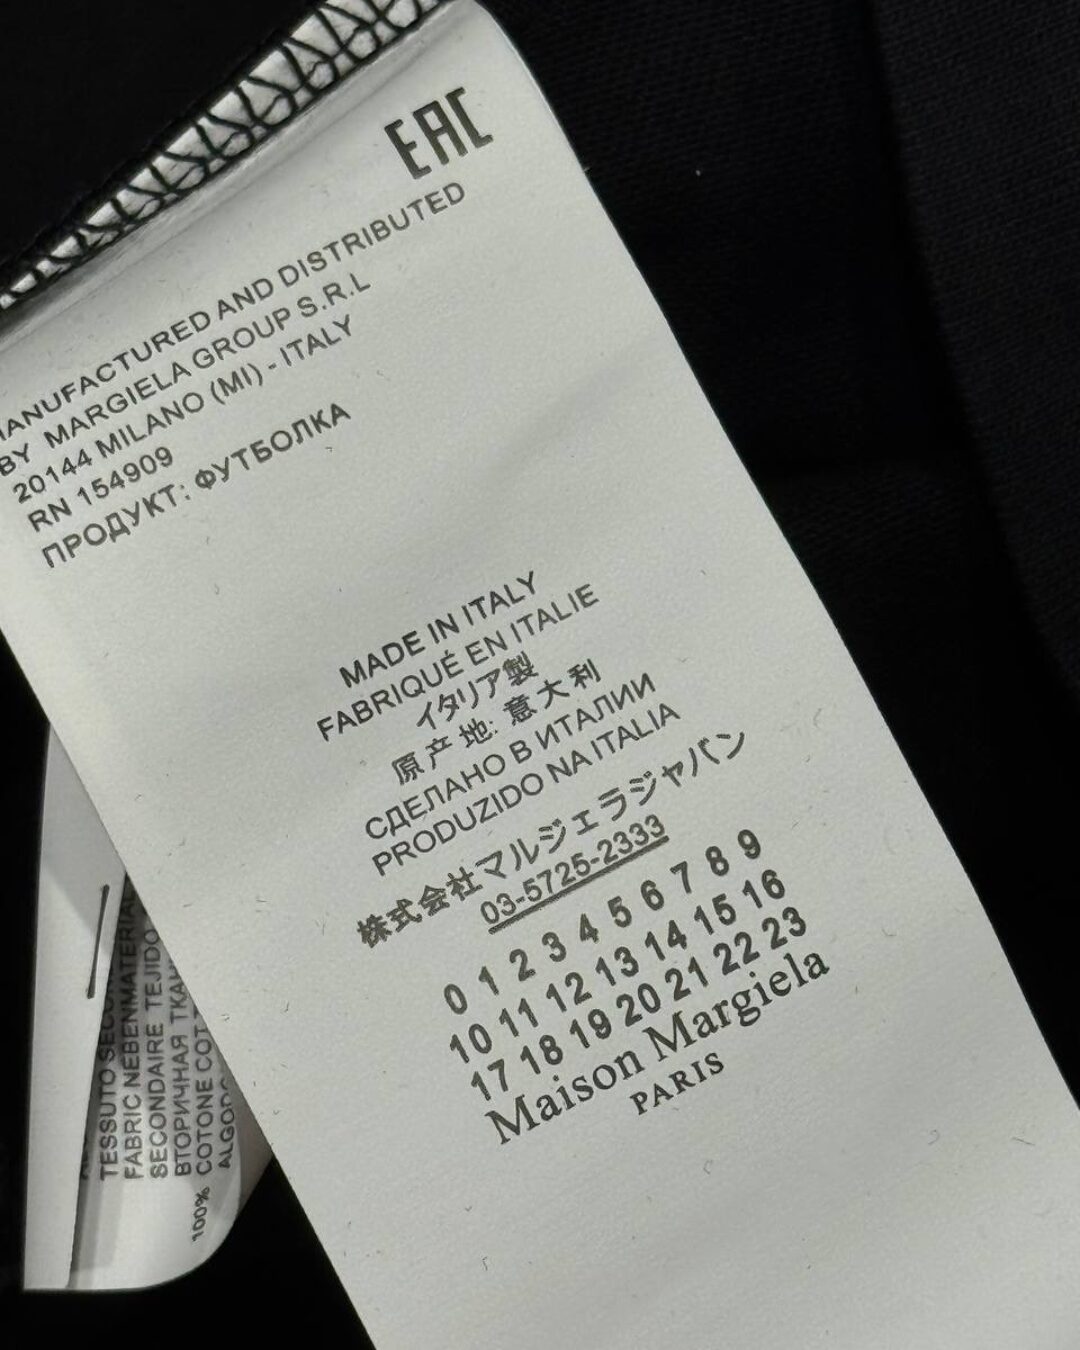 EAC
MANUFACTURED AND DISTRIBUTED
BY MARGIELA GROUP S.R.L
20144 MILANO (MI) - ITALY
RN 154909
ПРОДУКТ: ФУТБОЛКА
MADE IN ITALY
FABRIQUÉ EN ITALIE
イタリア製
原产地: 意大利
СДЕЛАНО В ИТАЛИИ
PRODUZIDO NA ITALIA
株式会社マルジェラジャパン
03-5725-2333
0 1 2 3 4 5 6 7 8 9
10 11 12 13 14 15 16
17 18 19 20 21 22 23
Maison Margiela
PARIS
TESSUTO
FABRIC NEBENMATERIAL
SECONDAIRE TEJIDO
ВТОРИЧНАЯ
100% COTONE